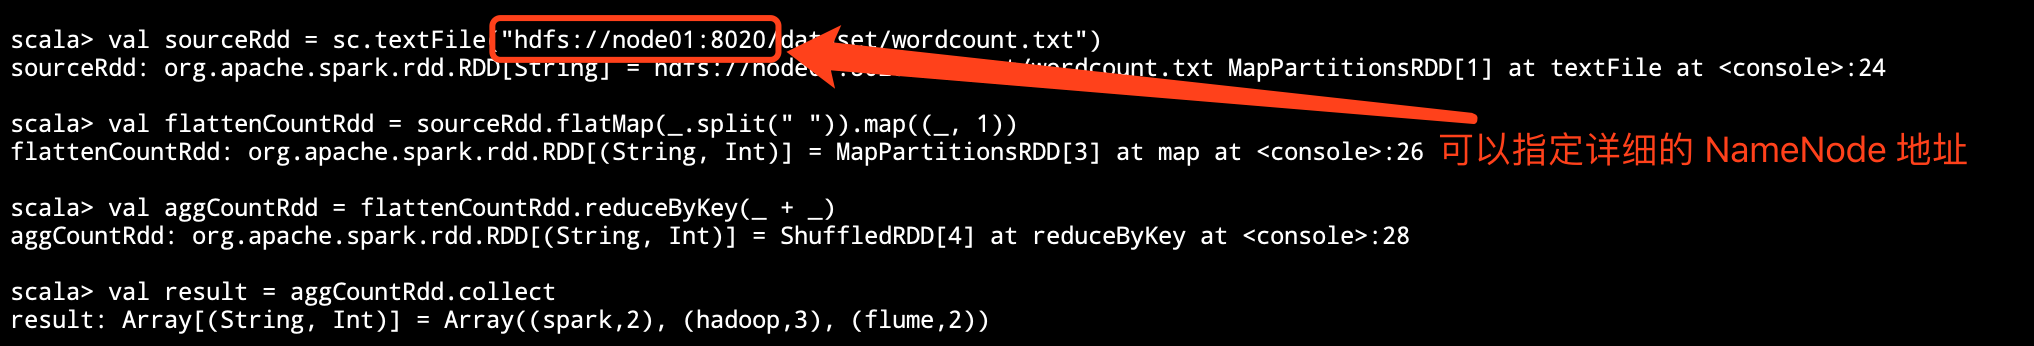 scala> val sourceRdd = sc.textFile("hdfs://node01:8020/dataset/wordcount.txt")
sourceRdd: org.apache.spark.rdd.RDD[String] = hdfs://node01:8020/dataset/wordcount.txt MapPartitionsRDD[1] at textFile at <console>:24
scala> val flattenCountRdd = sourceRdd.flatMap(_.split(" ")).map((_, 1))
flattenCountRdd: org.apache.spark.rdd.RDD[(String, Int)] = MapPartitionsRDD[3] at map at <console>:26
可以指定详细的 NameNode 地址
scala> val aggCountRdd = flattenCountRdd.reduceByKey(_ + _)
aggCountRdd: org.apache.spark.rdd.RDD[(String, Int)] = ShuffledRDD[4] at reduceByKey at <console>:28
scala> val result = aggCountRdd.collect
result: Array[(String, Int)] = Array((spark,2), (hadoop,3), (flume,2))